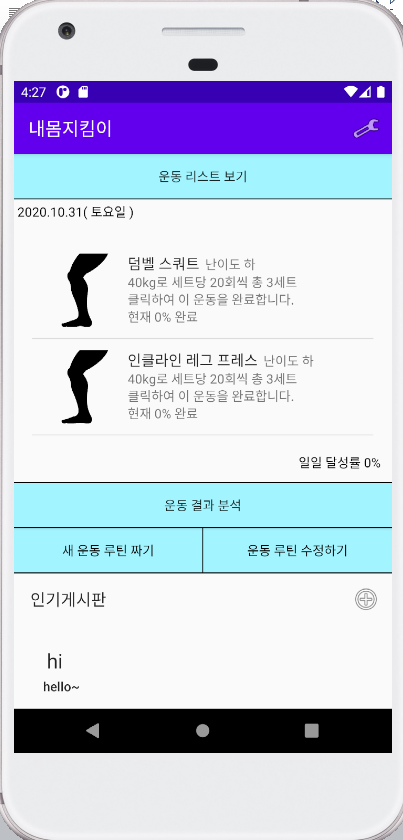 4:27
내몸지킴이
운동 리스트 보기
2020.10.31( 토요일 )
덤벨 스쿼트 난이도 하
40kg로 세트당 20회씩 총 3세트
클릭하여 이 운동을 완료합니다.
현재 0% 완료
인클라인 레그 프레스 난이도 하
40kg로 세트당 20회씩 총 3세트
클릭하여 이 운동을 완료합니다.
현재 0% 완료
일일 달성률 0%
운동 결과 분석
새 운동 루틴 짜기
운동 루틴 수정하기
인기게시판
hi
hello~